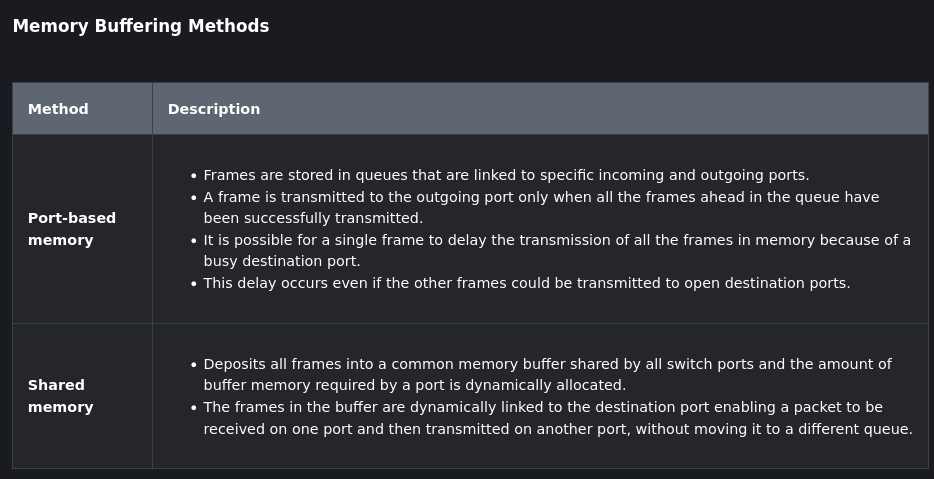 Memory Buffering Methods
Method Description
Port-based memory
• Frames are stored in queues that are linked to specific incoming and outgoing ports.
• A frame is transmitted to the outgoing port only when all the frames ahead in the queue have
been successfully transmitted.
• It is possible for a single frame to delay the transmission of all the frames in memory because of a
busy destination port.
• This delay occurs even if the other frames could be transmitted to open destination ports.
Shared memory
• Deposits all frames into a common memory buffer shared by all switch ports and the amount of
buffer memory required by a port is dynamically allocated.
• The frames in the buffer are dynamically linked to the destination port enabling a packet to be
received on one port and then transmitted on another port, without moving it to a different queue.